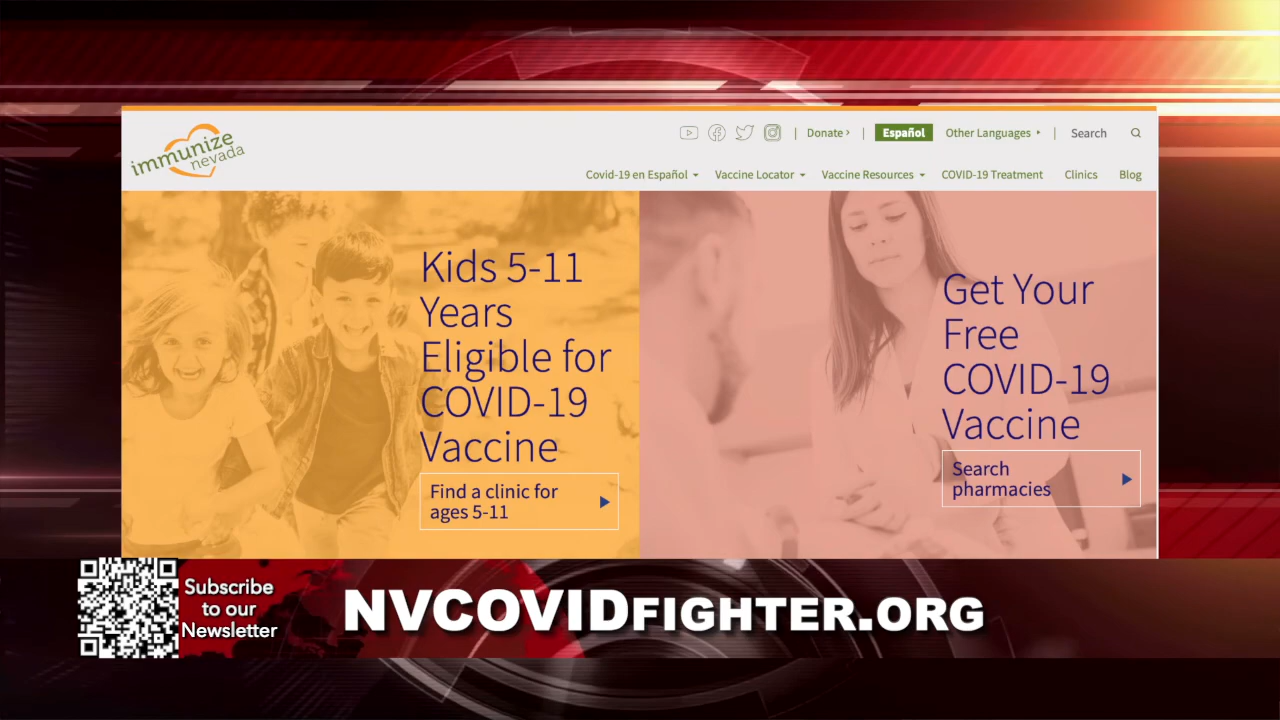 immunize
nevada
| Donate › | Español Other Languages ‣ | Search
Covid-19 en Español Vaccine Locator Vaccine Resources COVID-19 Treatment Clinics Blog
Kids 5-11
Years
Eligible for
COVID-19
Vaccine
Find a clinic for
ages 5-11
Get Your
Free
COVID-19
Vaccine
Search
pharmacies
Subscribe
to our
Newsletter
NVCOVIDFIGHTER.ORG